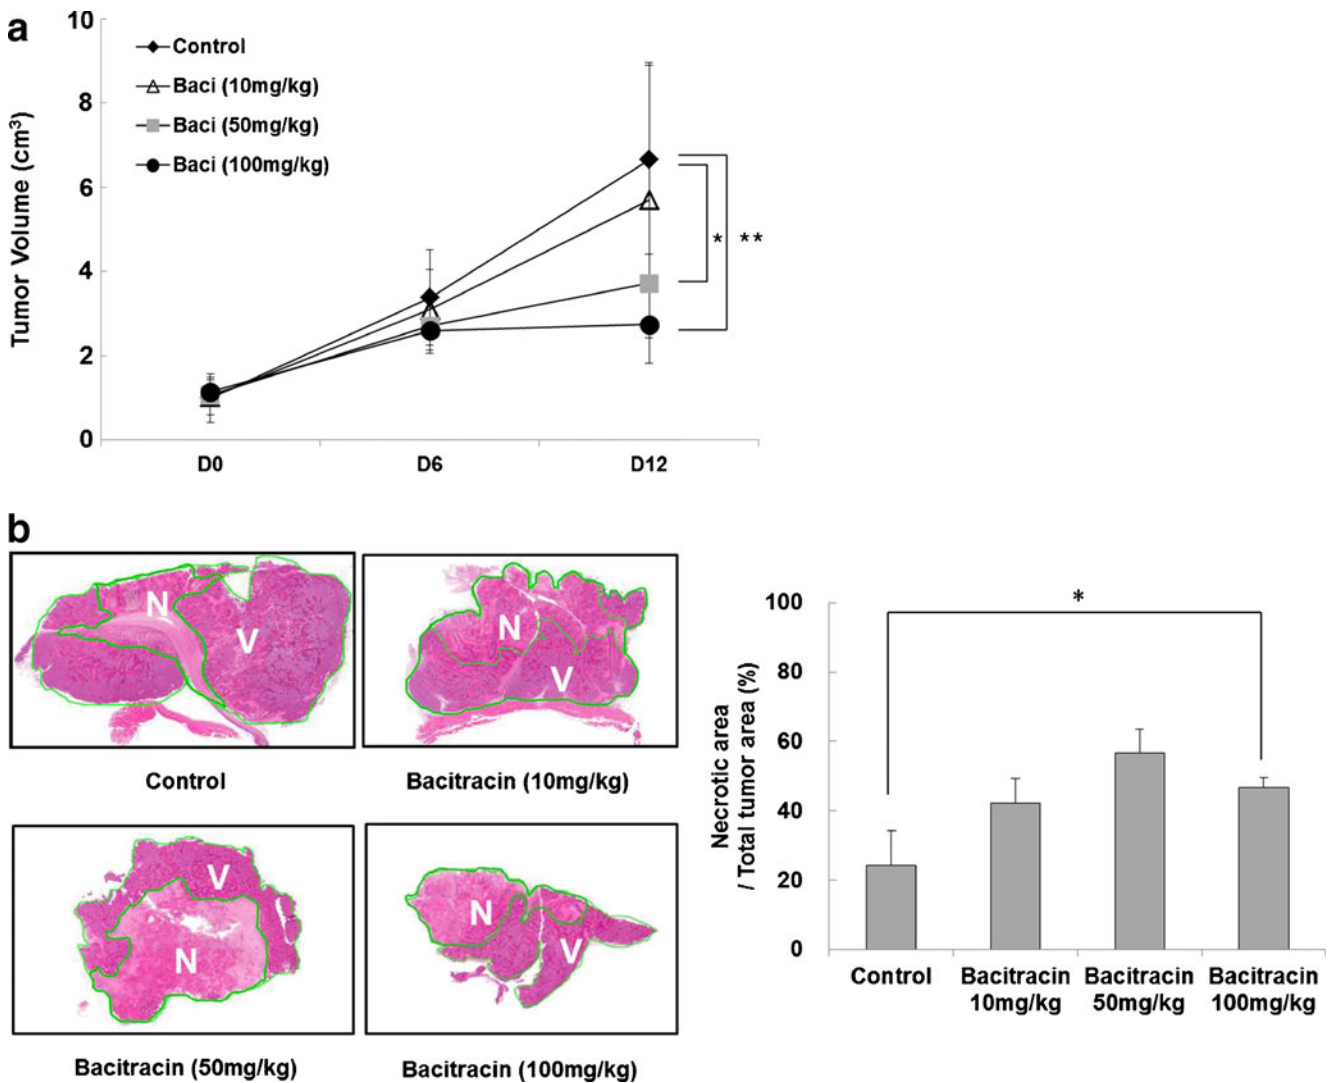 a
10
8
6
4
2
0
Tumor Volume (cm³)
Control
Baci (10mg/kg)
Baci (50mg/kg)
Baci (100mg/kg)
* **
D0 D6 D12
b
N V
N V
Control
Bacitracin (10mg/kg)
V N
N V
Bacitracin (50mg/kg)
Bacitracin (100mg/kg)
Necrotic area
/ Total tumor area (%)
100
80
60
40
20
0
*
Control
Bacitracin
10mg/kg
Bacitracin
50mg/kg
Bacitracin
100mg/kg